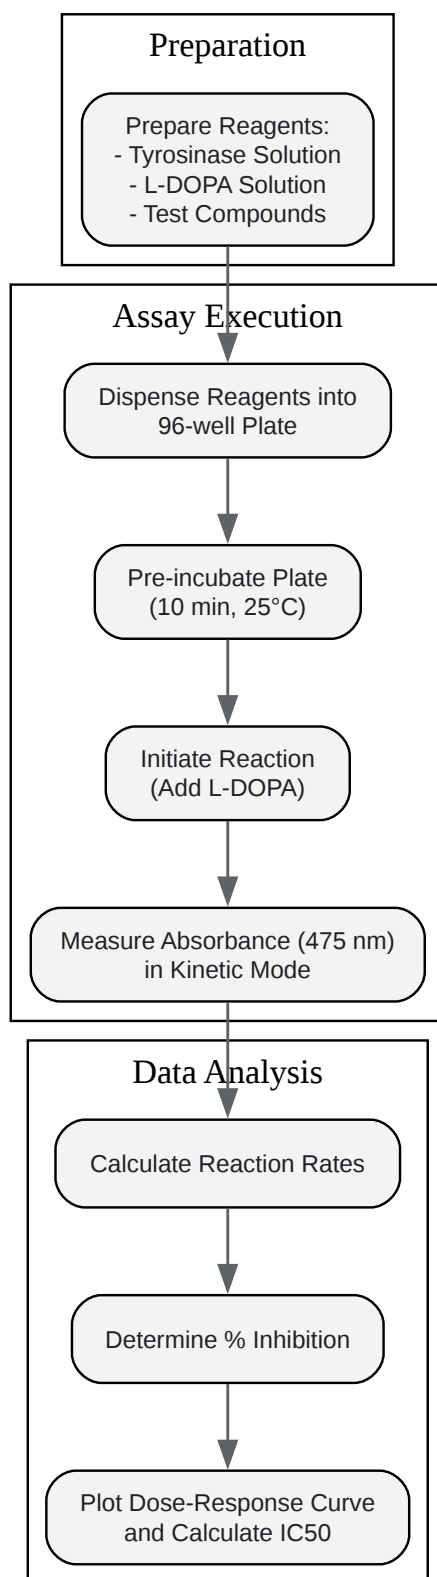 Preparation
Prepare Reagents:
- Tyrosinase Solution
- L-DOPA Solution
- Test Compounds
Assay Execution
Dispense Reagents into
96-well Plate
Pre-incubate Plate
(10 min, 25°C)
Initiate Reaction
(Add L-DOPA)
Measure Absorbance (475 nm)
in Kinetic Mode
Data Analysis
Calculate Reaction Rates
Determine % Inhibition
Plot Dose-Response Curve
and Calculate IC50